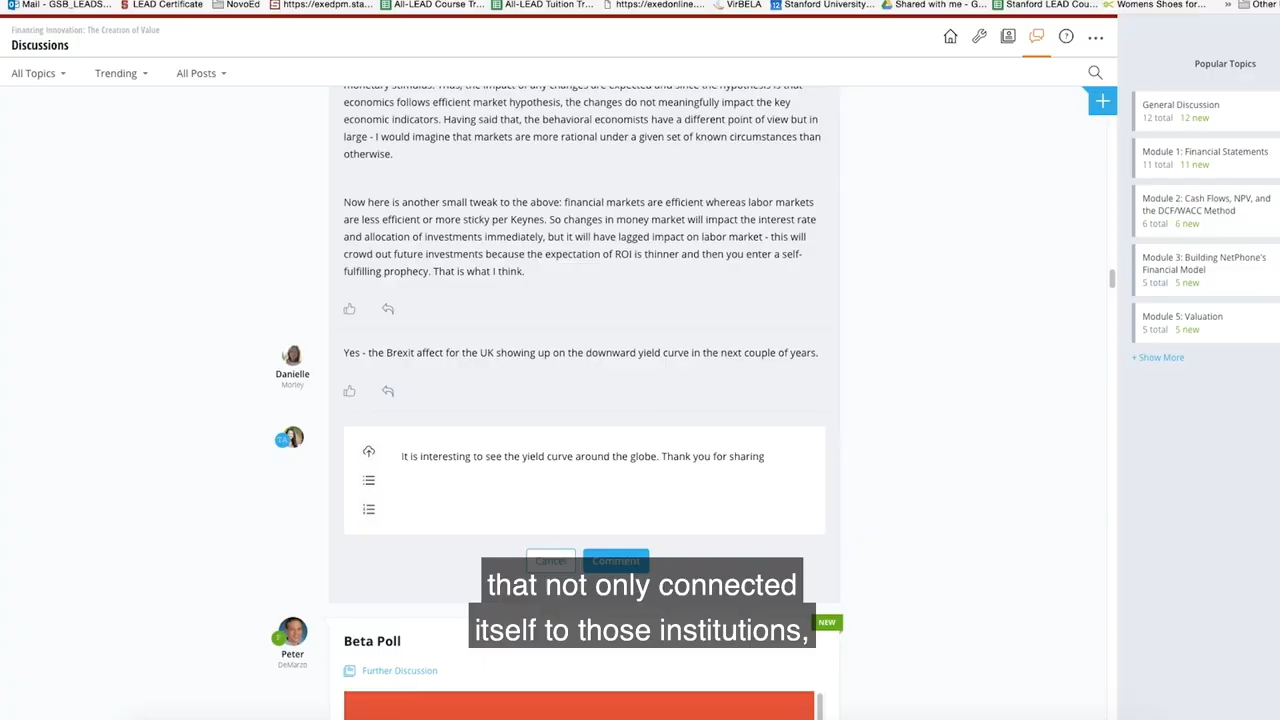 Mail - GSB_LEADS... LEAD Certificate NovoEd https://exedpm.sta... All-LEAD Course Tr... All-LEAD Tuition Tr... https://exedonline.... VirBELA Stanford University... Shared with me - G... Stanford LEAD Cou... Womens Shoes for... » Other
Financing Innovation: The Creation of Value
Discussions
All Topics Trending All Posts
monetary stimulus. Thus, the impact of any changes are expected and since the hypothesis is that
economics follows efficient market hypothesis, the changes do not meaningfully impact the key
economic indicators. Having said that, the behavioral economists have a different point of view but in
large - I would imagine that markets are more rational under a given set of known circumstances than
otherwise.
Now here is another small tweak to the above: financial markets are efficient whereas labor markets
are less efficient or more sticky per Keynes. So changes in money market will impact the interest rate
and allocation of investments immediately, but it will have lagged impact on labor market - this will
crowd out future investments because the expectation of ROI is thinner and then you enter a self-
fulfilling prophecy. That is what I think.
Danielle
Morley
Yes - the Brexit affect for the UK showing up on the downward yield curve in the next couple of years.
TA
It is interesting to see the yield curve around the globe. Thank you for sharing
Cancel Comment
that not only connected
itself to those institutions,
NEW
T
Peter
DeMarzo
Beta Poll
Further Discussion
Popular Topics
General Discussion
12 total 12 new
Module 1: Financial Statements
11 total 11 new
Module 2: Cash Flows, NPV, and
the DCF/WACC Method
6 total 6 new
Module 3: Building NetPhone's
Financial Model
5 total 5 new
Module 5: Valuation
5 total 5 new
+ Show More